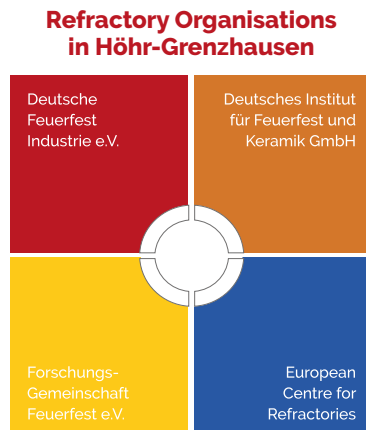 Refractory Organisations
in Höhr-Grenzhausen
Deutsche
Feuerfest
Industrie e.V.
Deutsches Institut
für Feuerfest und
Keramik GmbH
Forschungs-
Gemeinschaft
Feuerfest e.V.
European
Centre for
Refractories